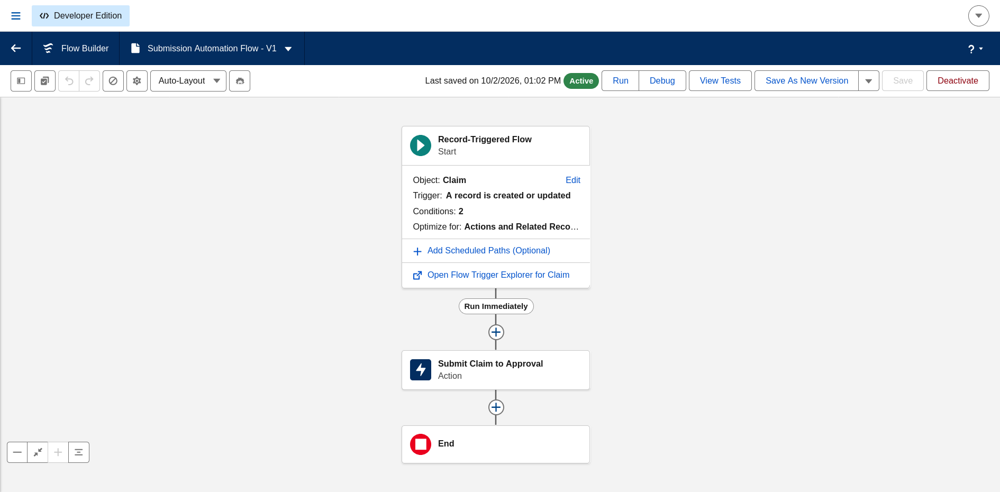 Developer Edition
Flow Builder
Submission Automation Flow - V1
?
Auto-Layout
Last saved on 10/2/2026, 01:02 PM
Active
Run
Debug
View Tests
Save As New Version
Save
Deactivate
Record-Triggered Flow
Start
Object: Claim
Edit
Trigger: A record is created or updated
Conditions: 2
Optimize for: Actions and Related Reco…
Add Scheduled Paths (Optional)
Open Flow Trigger Explorer for Claim
Run Immediately
Submit Claim to Approval
Action
End